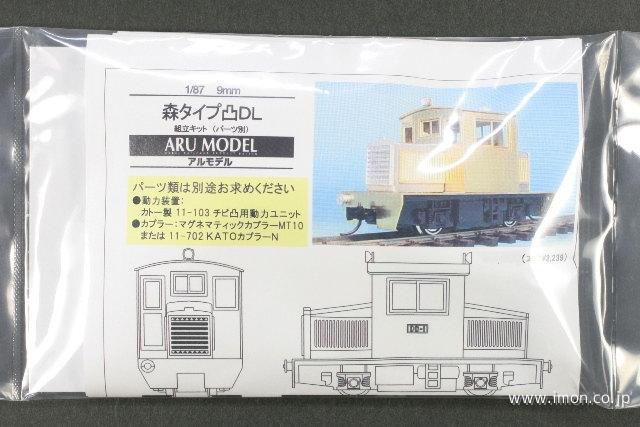 1/87 9mm
森タイプ凸DL
組立キット (パーツ別)
ARU MODEL
アルモデル
パーツ類は別途お求めください
●動力装置:
カトー製 11-103 チビ凸用動力ユニット
●カプラー:マグネマティックカプラーMT10
または 11-702 KATOカプラーN
www.imon.co.jp